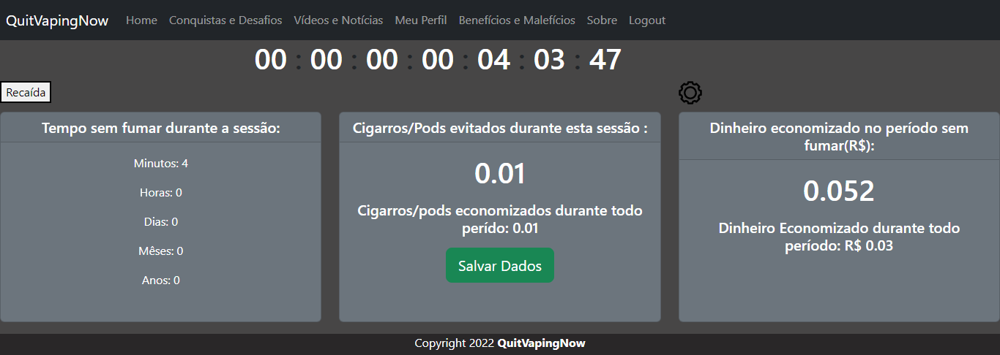 QuitVapingNow Home Conquistas e Desafios Vídeos e Notícias Meu Perfil Benefícios e Malefícios Sobre Logout
00 : 00 : 00 : 00 : 04 : 03 : 47
Recaída
Tempo sem fumar durante a sessão:
Minutos: 4
Horas: 0
Dias: 0
Mêses: 0
Anos: 0
Cigarros/Pods evitados durante esta sessão :
0.01
Cigarros/pods economizados durante todo
perído: 0.01
Salvar Dados
Dinheiro economizado no período sem
fumar(R$):
0.052
Dinheiro Economizado durante todo
período: R$ 0.03
Copyright 2022 QuitVapingNow